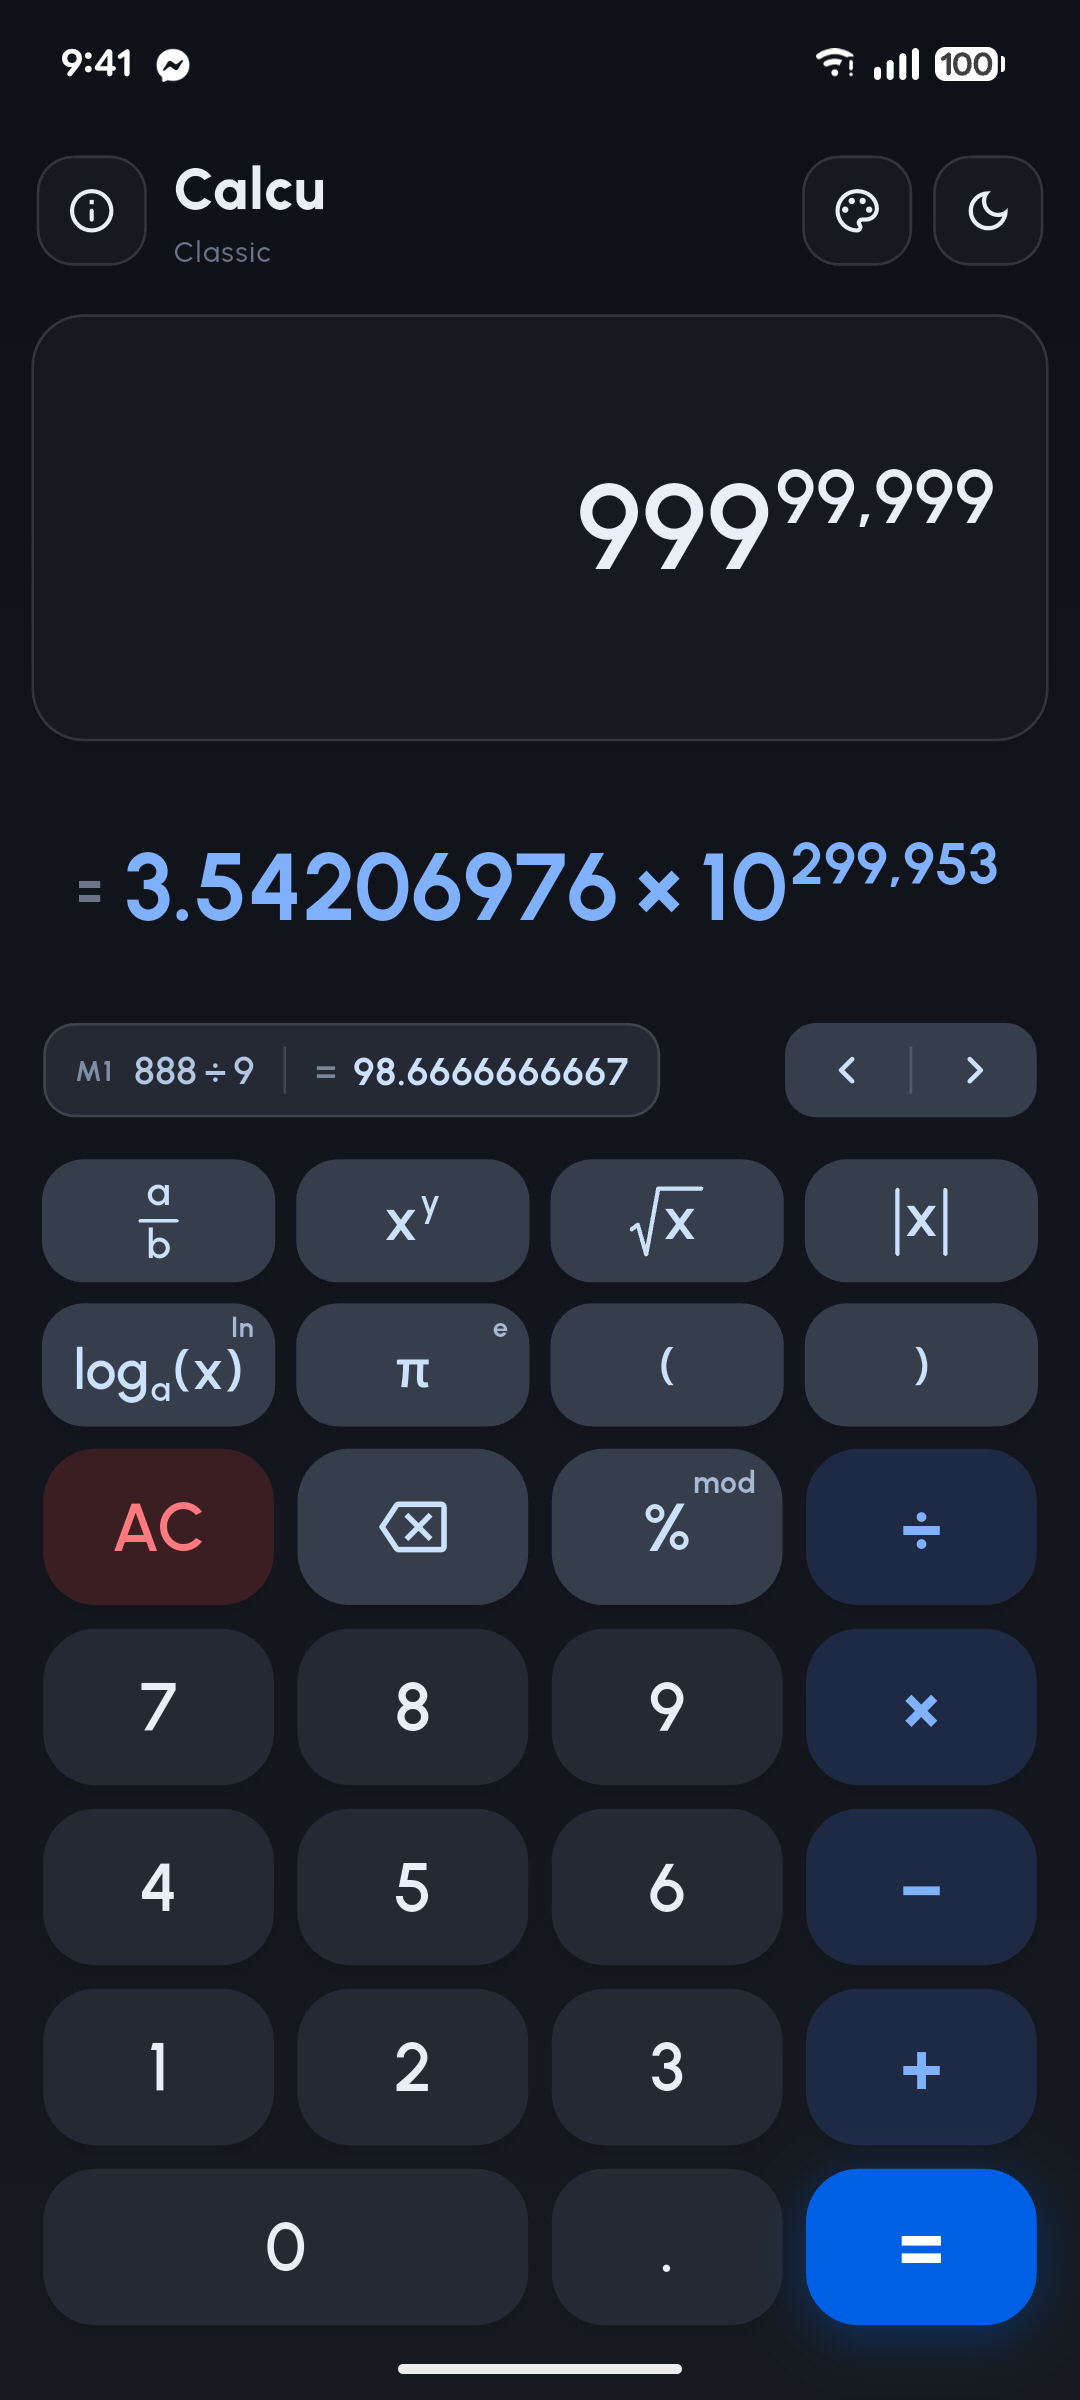 9:41 100
Calcu
Classic
999^99,999
= 3.54206976 × 10^299,953
M1 888 ÷ 9 = 98.6666666667
a/b x^y √x |x|
ln e
logₐ(x) π ( )
mod
AC % ÷
7 8 9 ×
4 5 6 −
1 2 3 +
0 . =